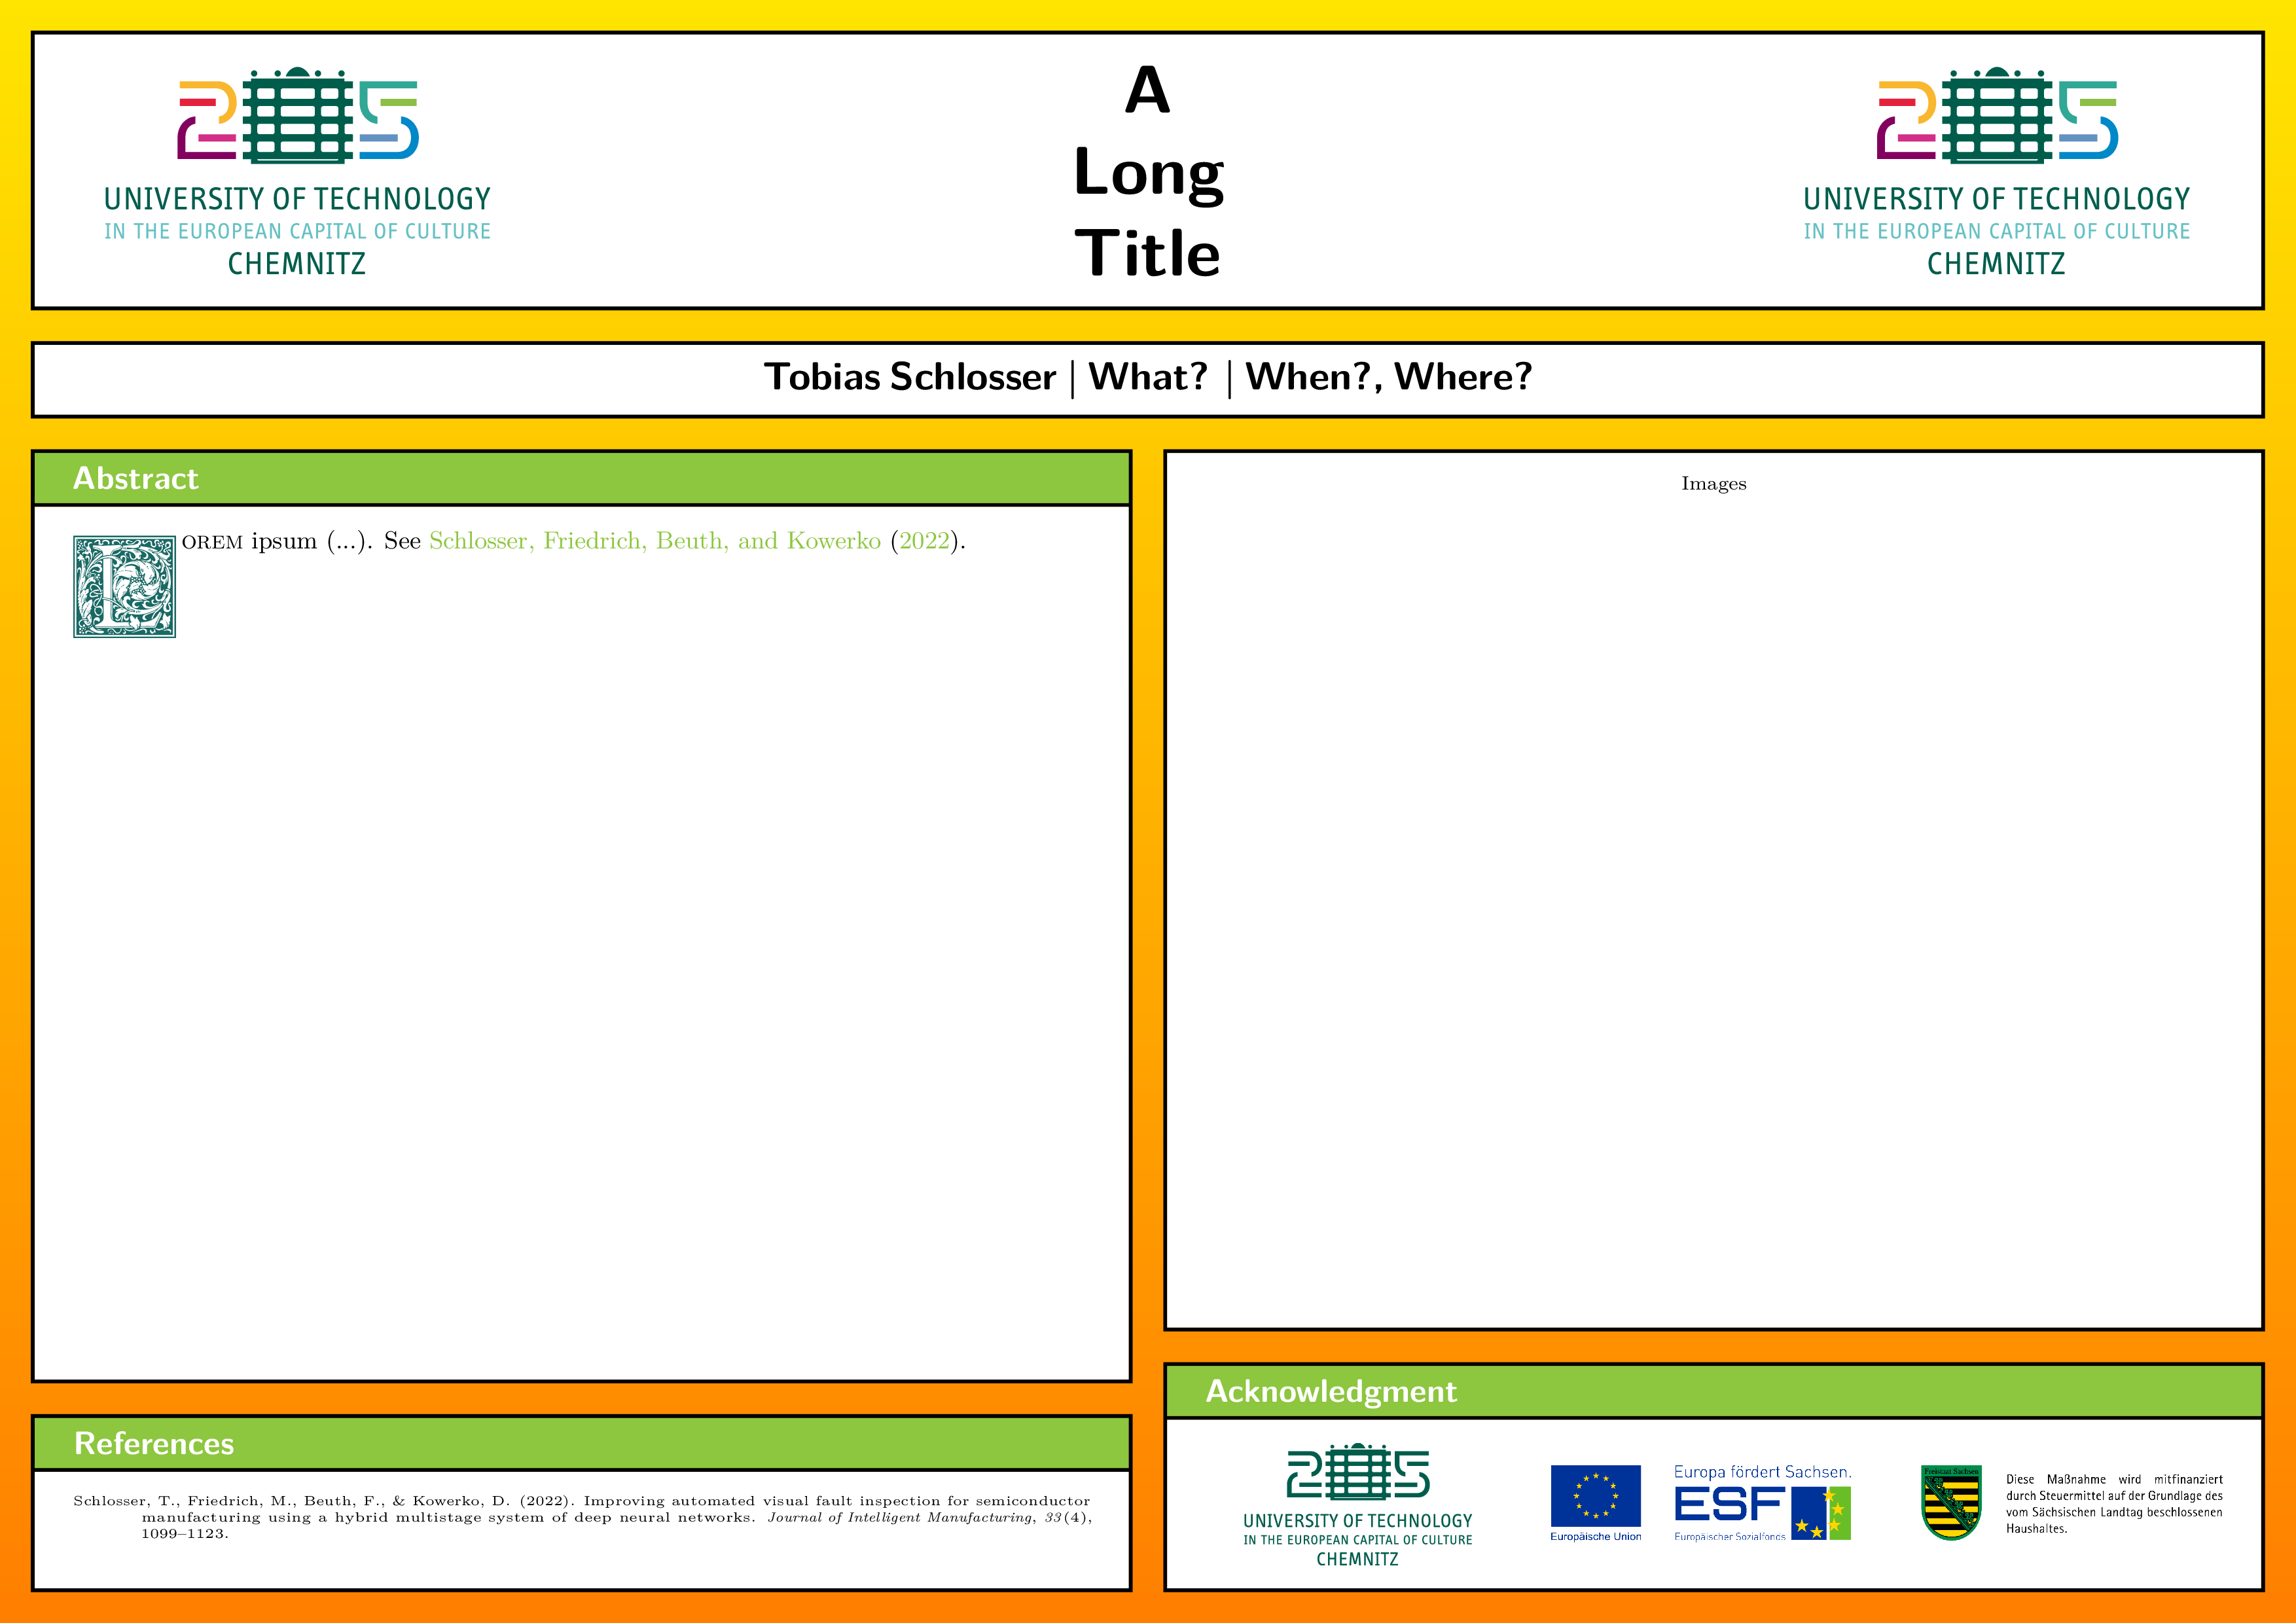 UNIVERSITY OF TECHNOLOGY
IN THE EUROPEAN CAPITAL OF CULTURE
CHEMNITZ
A
Long
Title
UNIVERSITY OF TECHNOLOGY
IN THE EUROPEAN CAPITAL OF CULTURE
CHEMNITZ
Tobias Schlosser | What? | When?, Where?
Abstract
LOREM ipsum (...). See Schlosser, Friedrich, Beuth, and Kowerko (2022).
References
Schlosser, T., Friedrich, M., Beuth, F., & Kowerko, D. (2022). Improving automated visual fault inspection for semiconductor
manufacturing using a hybrid multistage system of deep neural networks. Journal of Intelligent Manufacturing, 33(4),
1099–1123.
Images
Acknowledgment
UNIVERSITY OF TECHNOLOGY
IN THE EUROPEAN CAPITAL OF CULTURE
CHEMNITZ
Europäische Union
Europa fördert Sachsen.
ESF
Europäischer Sozialfonds
Freistaat Sachsen
Diese Maßnahme wird mitfinanziert
durch Steuermittel auf der Grundlage des
vom Sächsischen Landtag beschlossenen
Haushaltes.